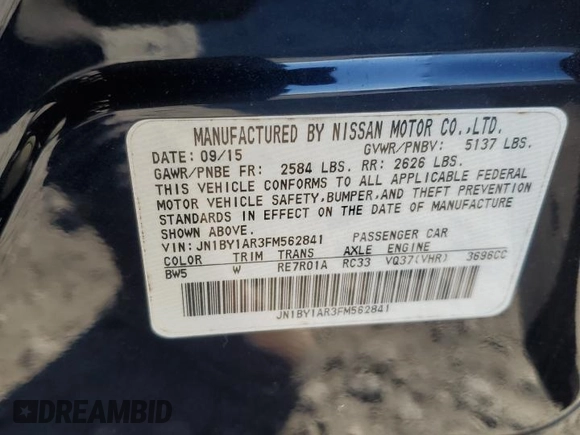 MANUFACTURED BY NISSAN MOTOR CO.,LTD.
DATE: 09/15 GVWR/PNBV: 5137 LBS.
GAWR/PNBE FR: 2584 LBS. RR: 2626 LBS.
THIS VEHICLE CONFORMS TO ALL APPLICABLE FEDERAL
MOTOR VEHICLE SAFETY,BUMPER,AND THEFT PREVENTION
STANDARDS IN EFFECT ON THE DATE OF MANUFACTURE
SHOWN ABOVE.
VIN: JN1BY1AR3FM562841 PASSENGER CAR
COLOR TRIM TRANS AXLE ENGINE
BW5 W RE7R01A RC33 VQ37(VHR) 3696CC
JN1BY1AR3FM562841
DREAMBID